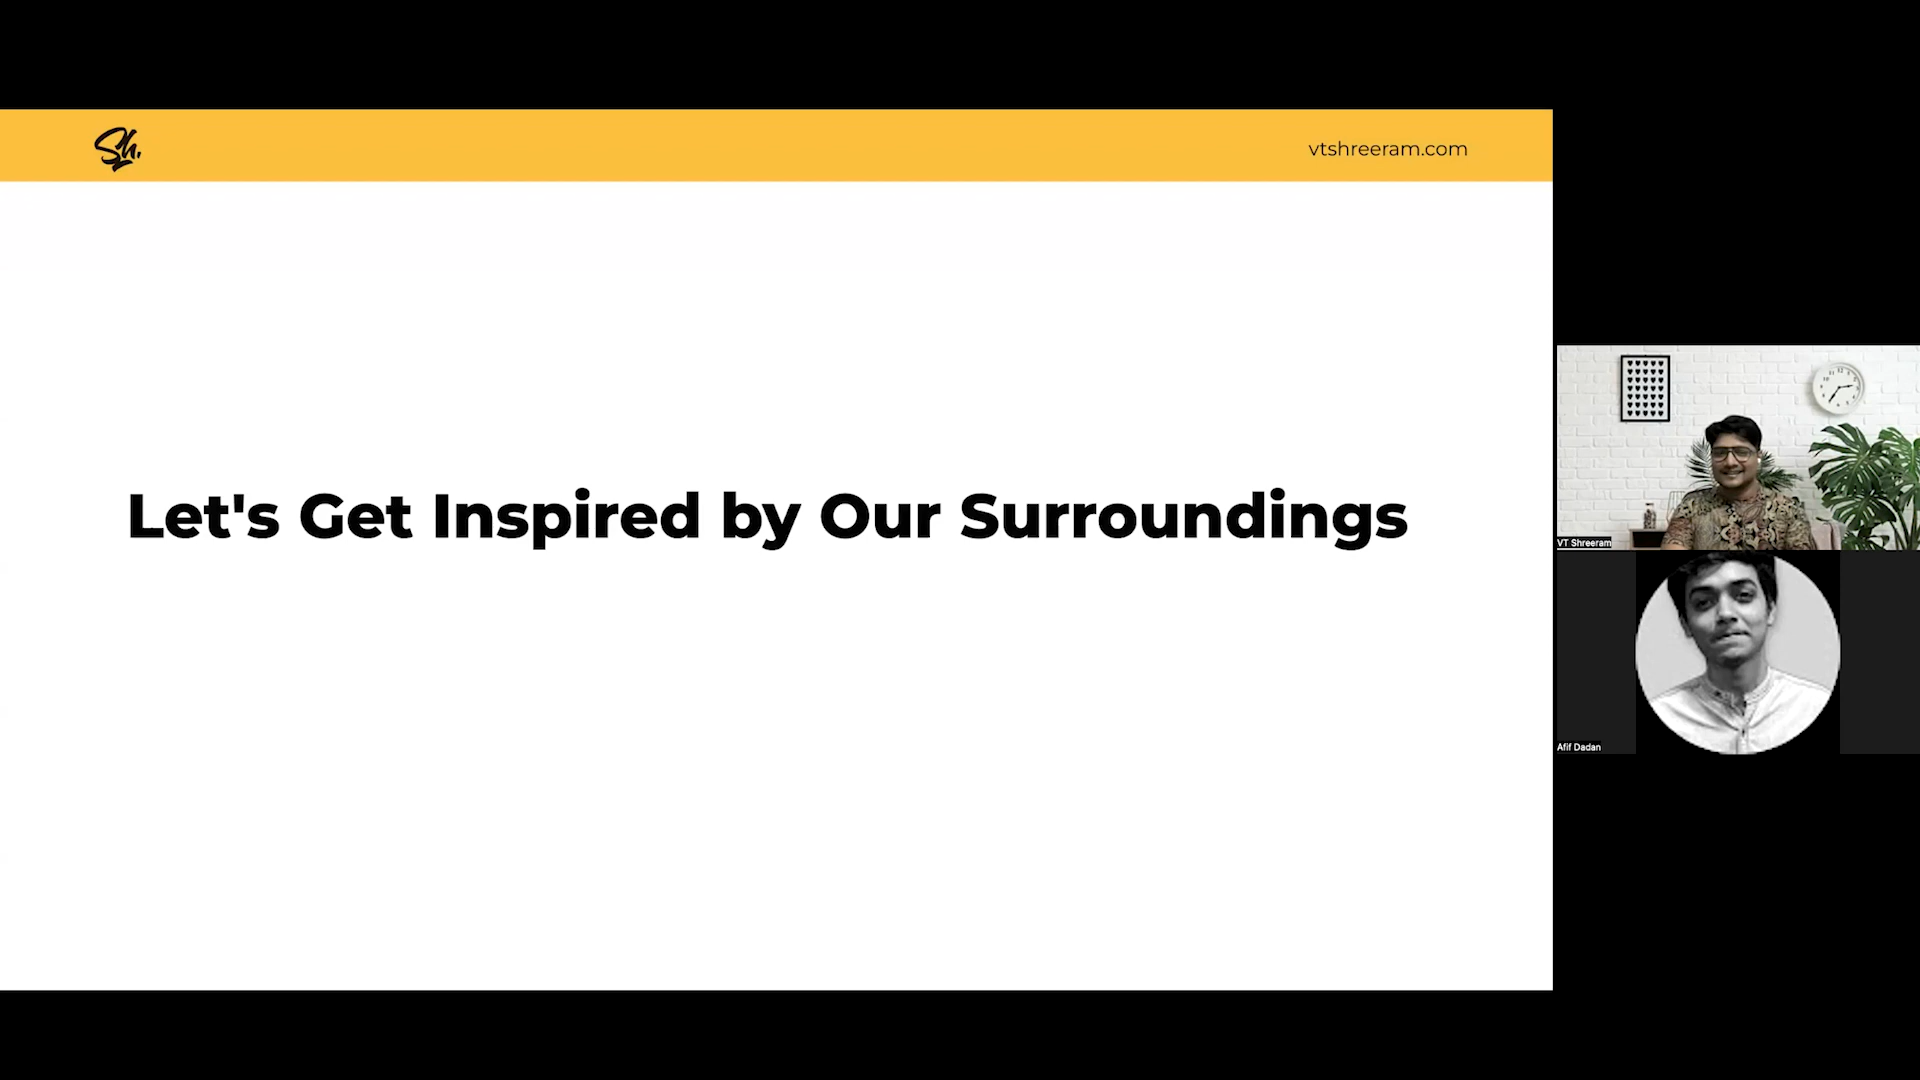 Sh.
vtshreeram.com
Let's Get Inspired by Our Surroundings
VT Shreeram
Afif Dadan